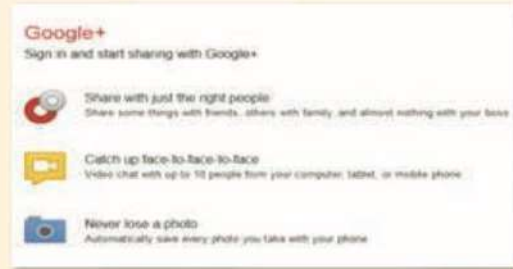 Google+
Sign in and start sharing with Google+
Share with just the right people
Share some things with friends, others with family, and almost nothing with your boss
Catch up face-to-face-to-face
Video chat with up to 10 people from your computer, tablet, or mobile phone
Never lose a photo
Automatically save every photo you take with your phone